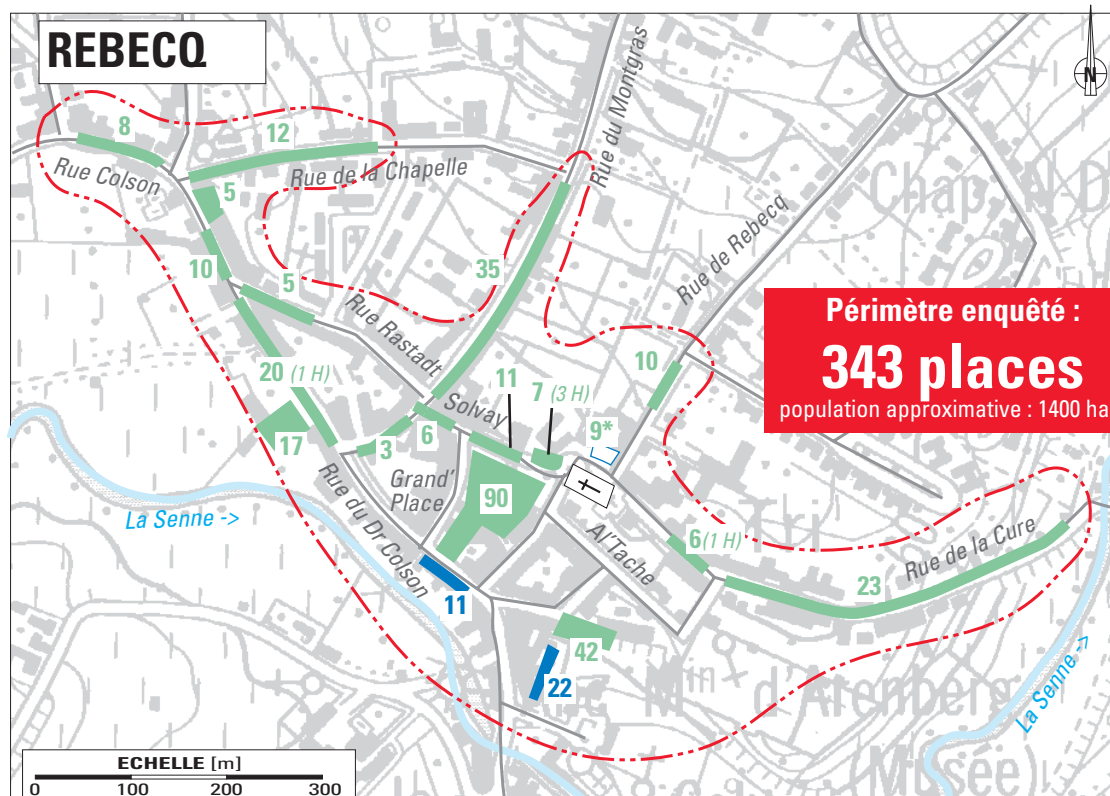 REBECQ
N
8
12
Rue du Montgras
Rue Colson
Rue de la Chapelle
5
Rue de Rebecq
10
5
35
Périmètre enquêté :
343 places
population approximative : 1400 ha
Rue Rastadt
20 (1 H)
10
Solvay
11
7 (3 H)
6
9*
3
17
Grand'
Place
90
La Senne ->
Rue du Dr Colson
Al'Tache
6 (1 H)
Rue de la Cure
23
11
42
22
Min d'Arenberg
(Musée)
La Senne ->
ECHELLE [m]
0 100 200 300